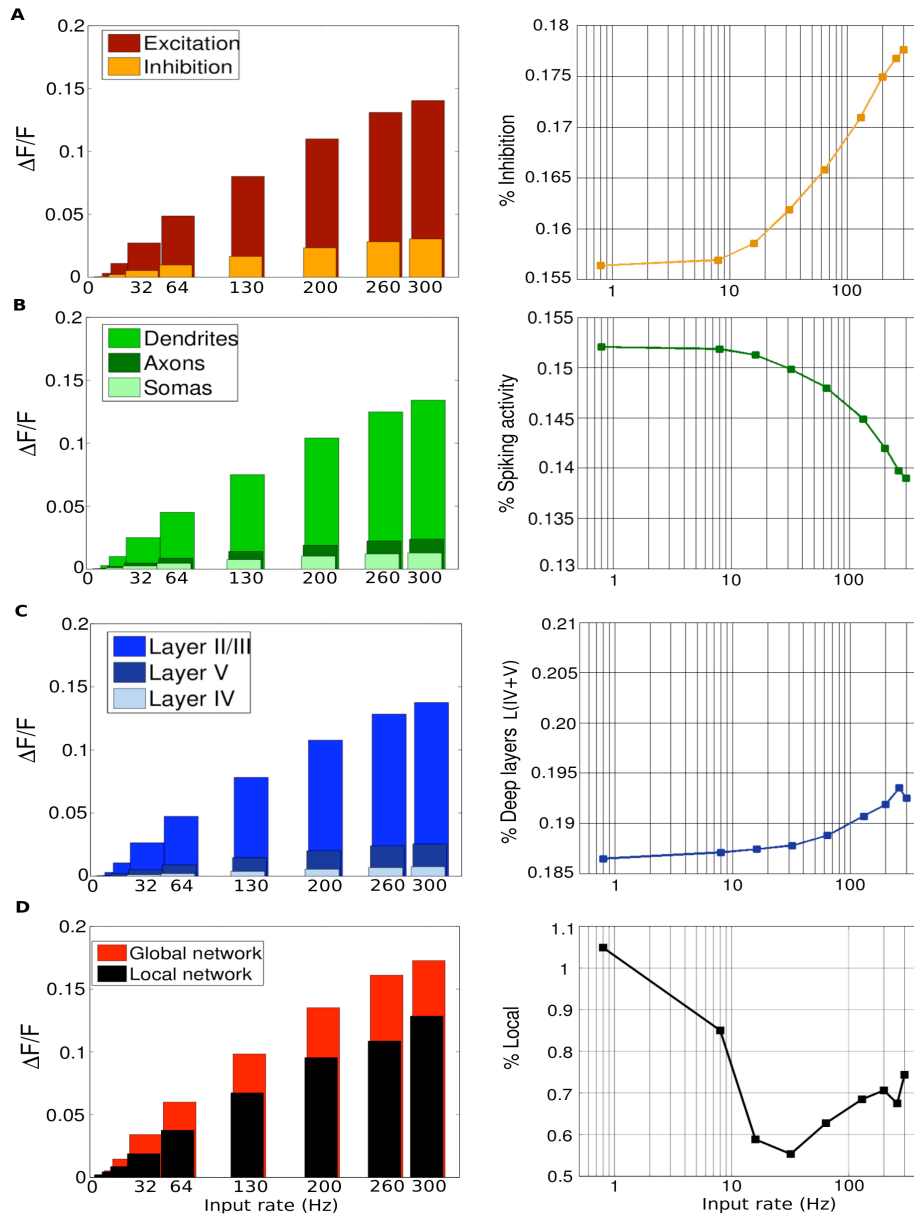 A
Excitation
Inhibition
ΔF/F
0.2
0.15
0.1
0.05
0
0 32 64 130 200 260 300
% Inhibition
0.18
0.175
0.17
0.165
0.16
0.155
1 10 100
B
Dendrites
Axons
Somas
ΔF/F
0.2
0.15
0.1
0.05
0
0 32 64 130 200 260 300
% Spiking activity
0.155
0.15
0.145
0.14
0.135
0.13
1 10 100
C
Layer II/III
Layer V
Layer IV
ΔF/F
0.2
0.15
0.1
0.05
0
0 32 64 130 200 260 300
% Deep layers L(IV+V)
0.21
0.205
0.20
0.195
0.19
0.185
1 10 100
D
Global network
Local network
ΔF/F
0.2
0.15
0.1
0.05
0
0 32 64 130 200 260 300
Input rate (Hz)
% Local
1.1
1
0.9
0.8
0.7
0.6
0.5
1 10 100
Input rate (Hz)